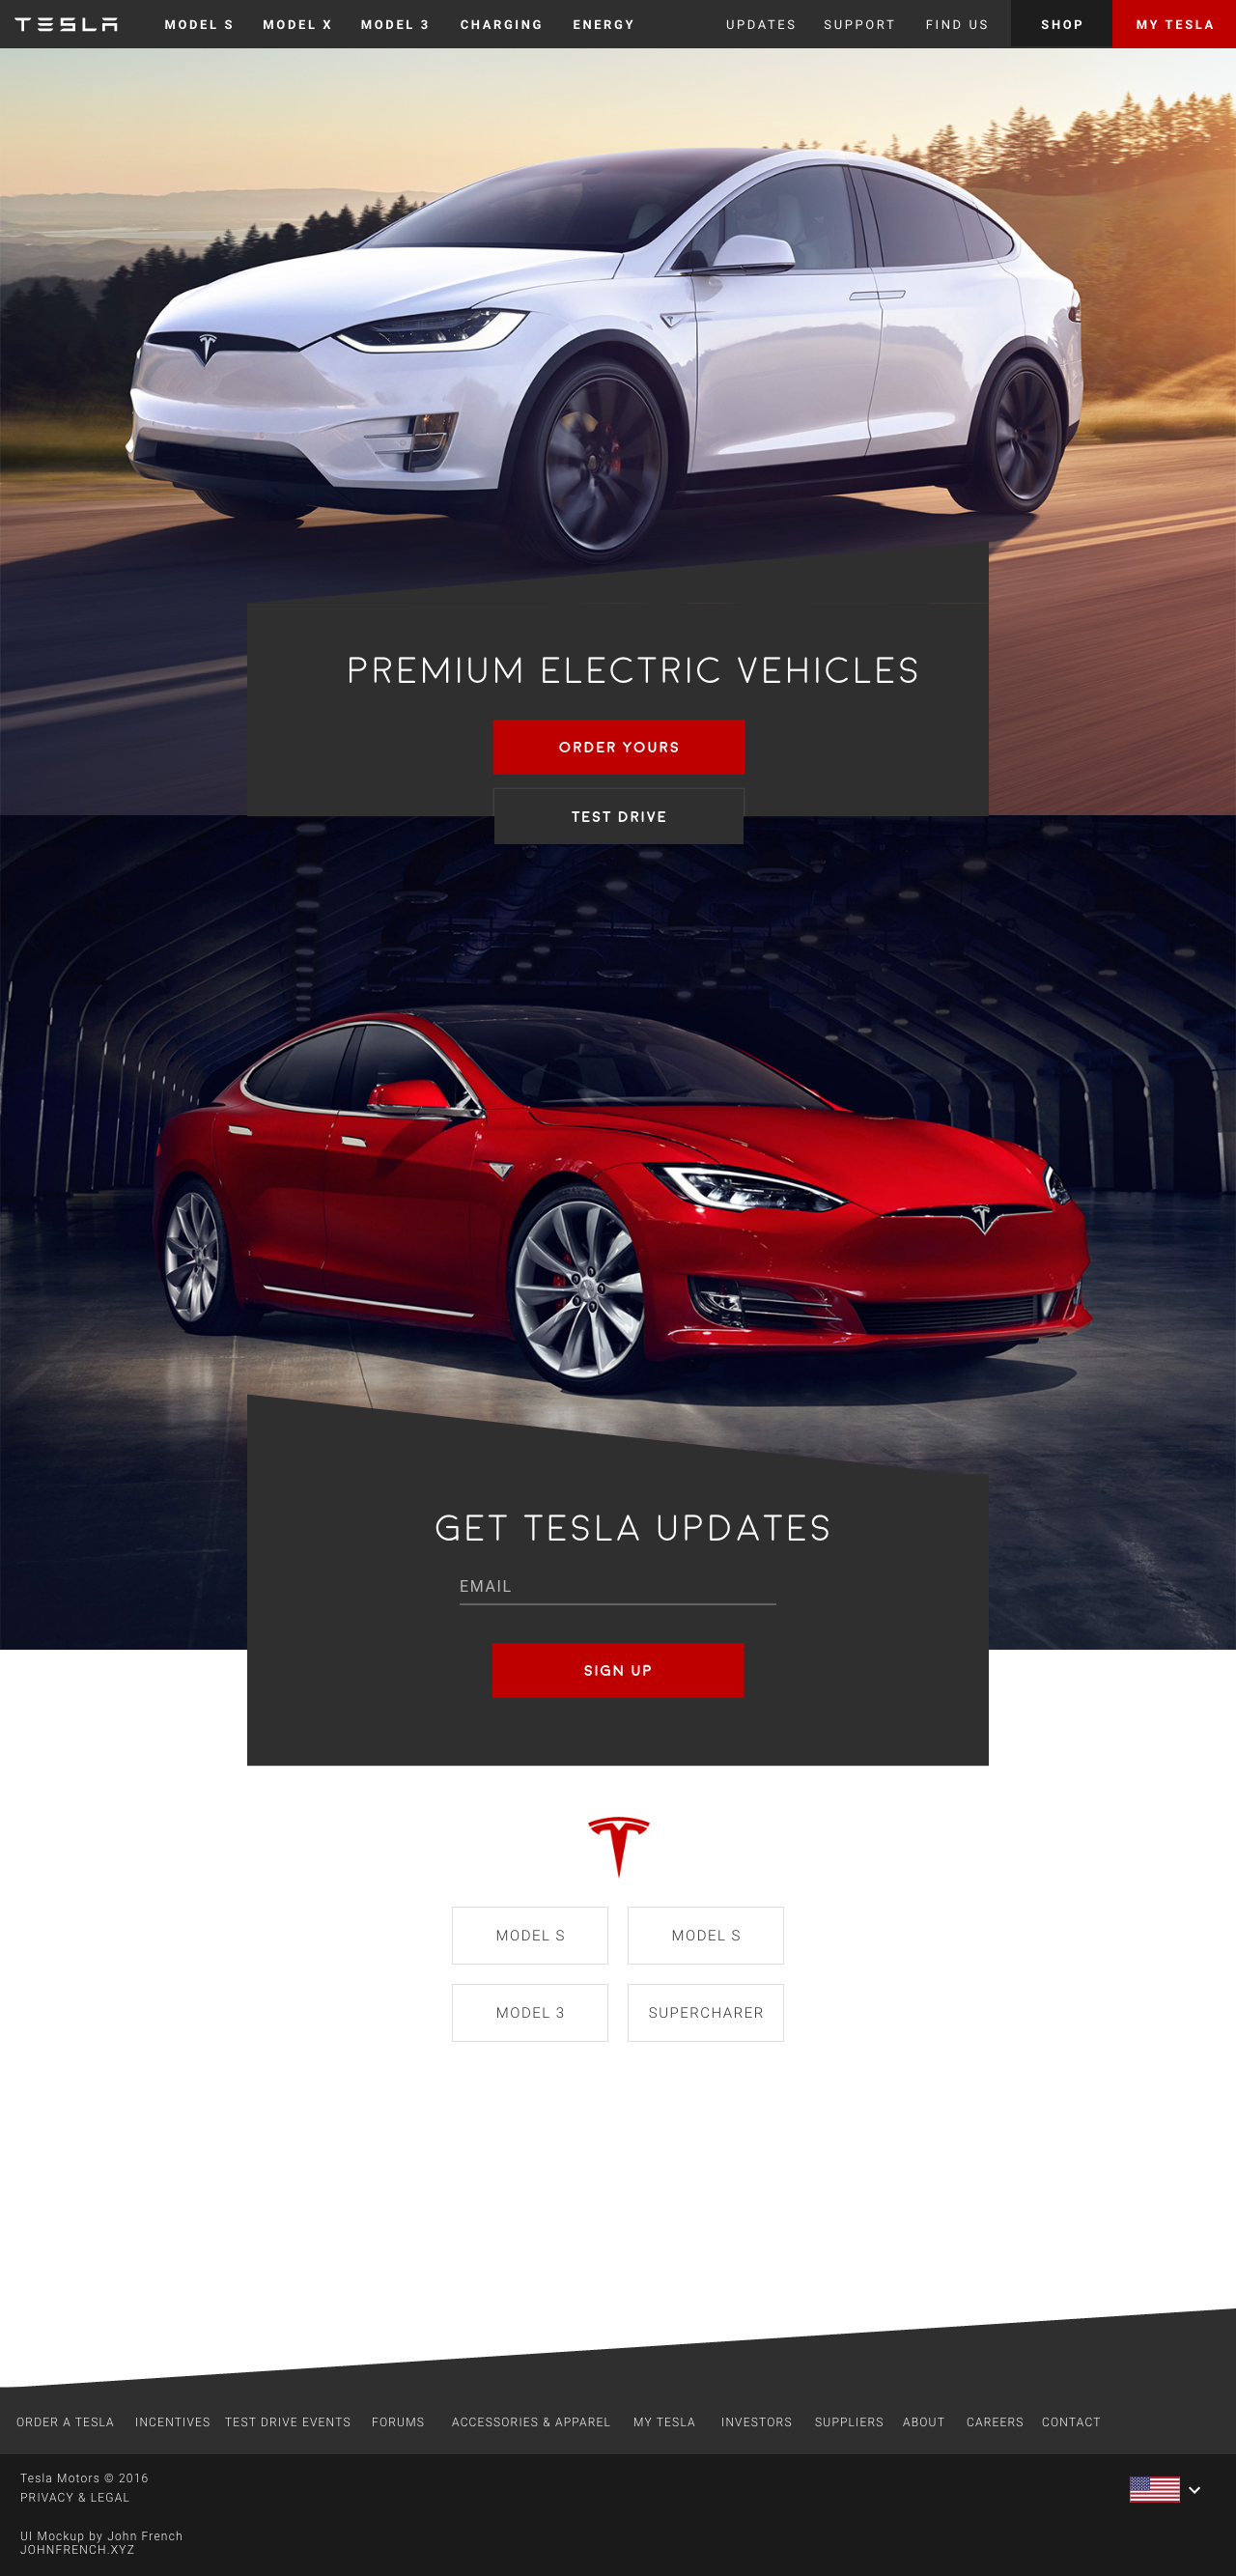 TESLA MODEL S MODEL X MODEL 3 CHARGING ENERGY UPDATES SUPPORT FIND US SHOP MY TESLA
PREMIUM ELECTRIC VEHICLES
ORDER YOURS
TEST DRIVE
GET TESLA UPDATES
EMAIL
SIGN UP
MODEL S MODEL S
MODEL 3 SUPERCHARER
ORDER A TESLA INCENTIVES TEST DRIVE EVENTS FORUMS ACCESSORIES & APPAREL MY TESLA INVESTORS SUPPLIERS ABOUT CAREERS CONTACT
Tesla Motors © 2016
PRIVACY & LEGAL
UI Mockup by John French
JOHNFRENCH.XYZ